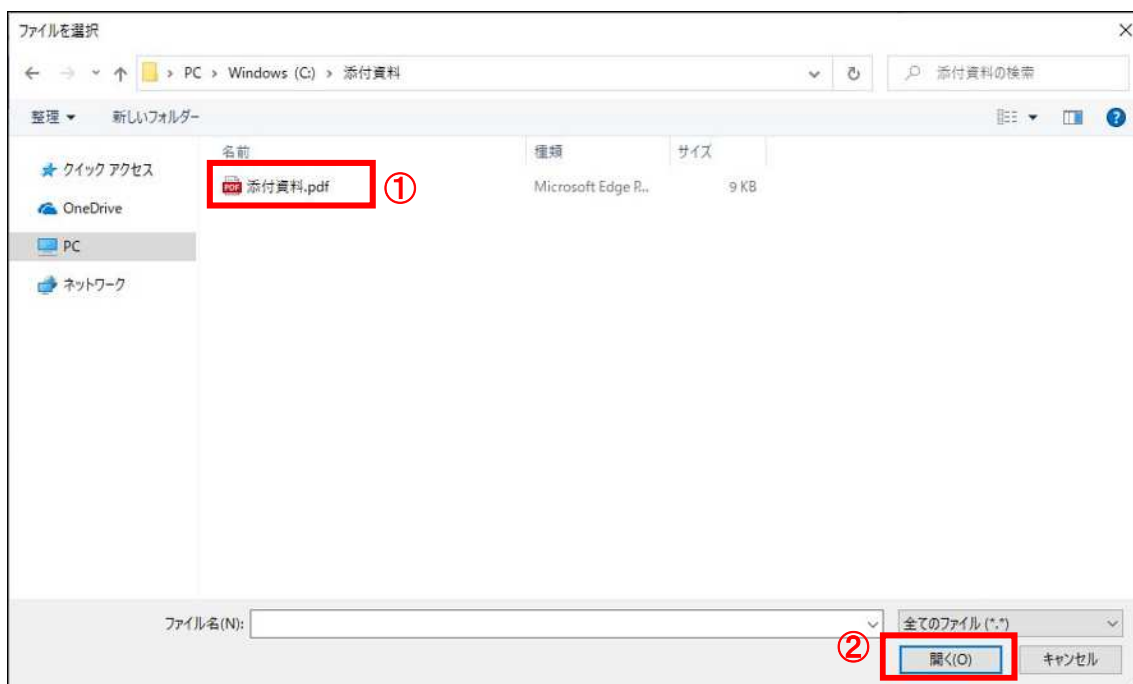 ファイルを選択
PC › Windows (C:) › 添付資料
添付資料の検索
整理
新しいフォルダー
名前 種類 サイズ
クイック アクセス
添付資料.pdf ① Microsoft Edge P... 9 KB
OneDrive
PC
ネットワーク
ファイル名(N):
全てのファイル (*.*)
② 開く(O) キャンセル